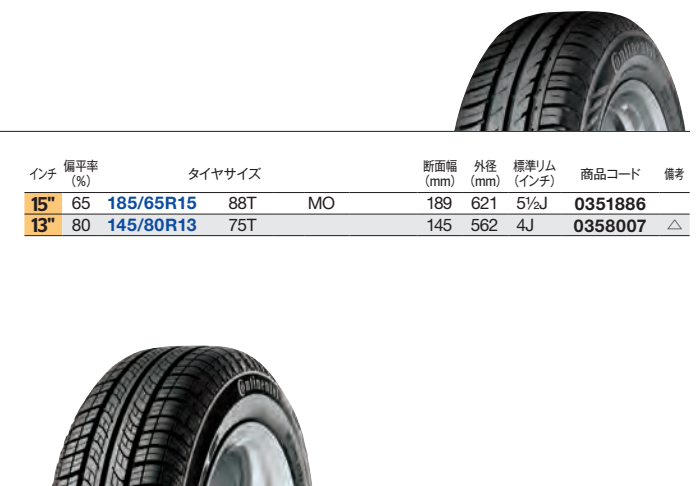 Continental
インチ 偏平率(%) タイヤサイズ 断面幅(mm) 外径(mm) 標準リム(インチ) 商品コード 備考
15" 65 185/65R15 88T MO 189 621 5½J 0351886
13" 80 145/80R13 75T 145 562 4J 0358007 △
Continental